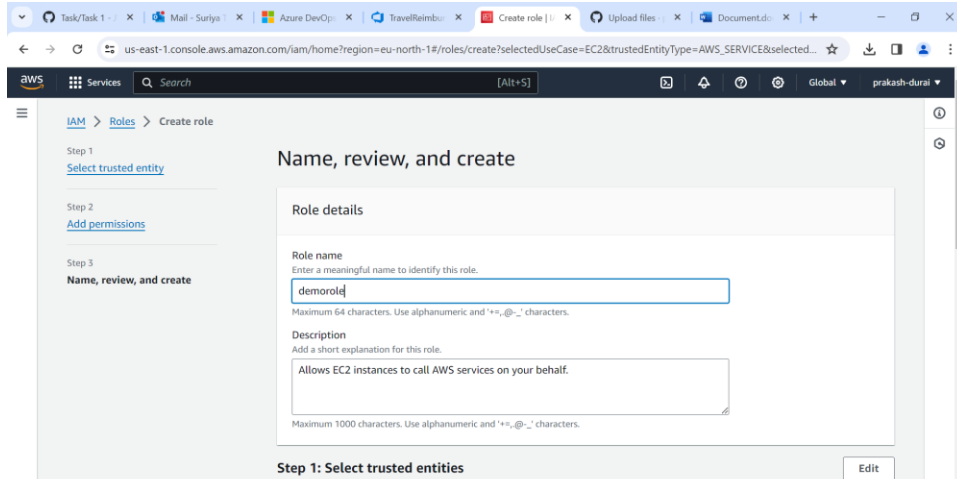 Task/Task 1 - 
Mail - Suriya T
Azure DevOp
TravelReimbu
Create role | I
Upload files -
Document.do
us-east-1.console.aws.amazon.com/iam/home?region=eu-north-1#/roles/create?selectedUseCase=EC2&trustedEntityType=AWS_SERVICE&selected...
aws
Services
Search
[Alt+S]
Global
prakash-durai
IAM > Roles > Create role
Step 1
Select trusted entity
Step 2
Add permissions
Step 3
Name, review, and create
Name, review, and create
Role details
Role name
Enter a meaningful name to identify this role.
demorole
Maximum 64 characters. Use alphanumeric and '+=,.@-_' characters.
Description
Add a short explanation for this role.
Allows EC2 instances to call AWS services on your behalf.
Maximum 1000 characters. Use alphanumeric and '+=,.@-_' characters.
Step 1: Select trusted entities
Edit